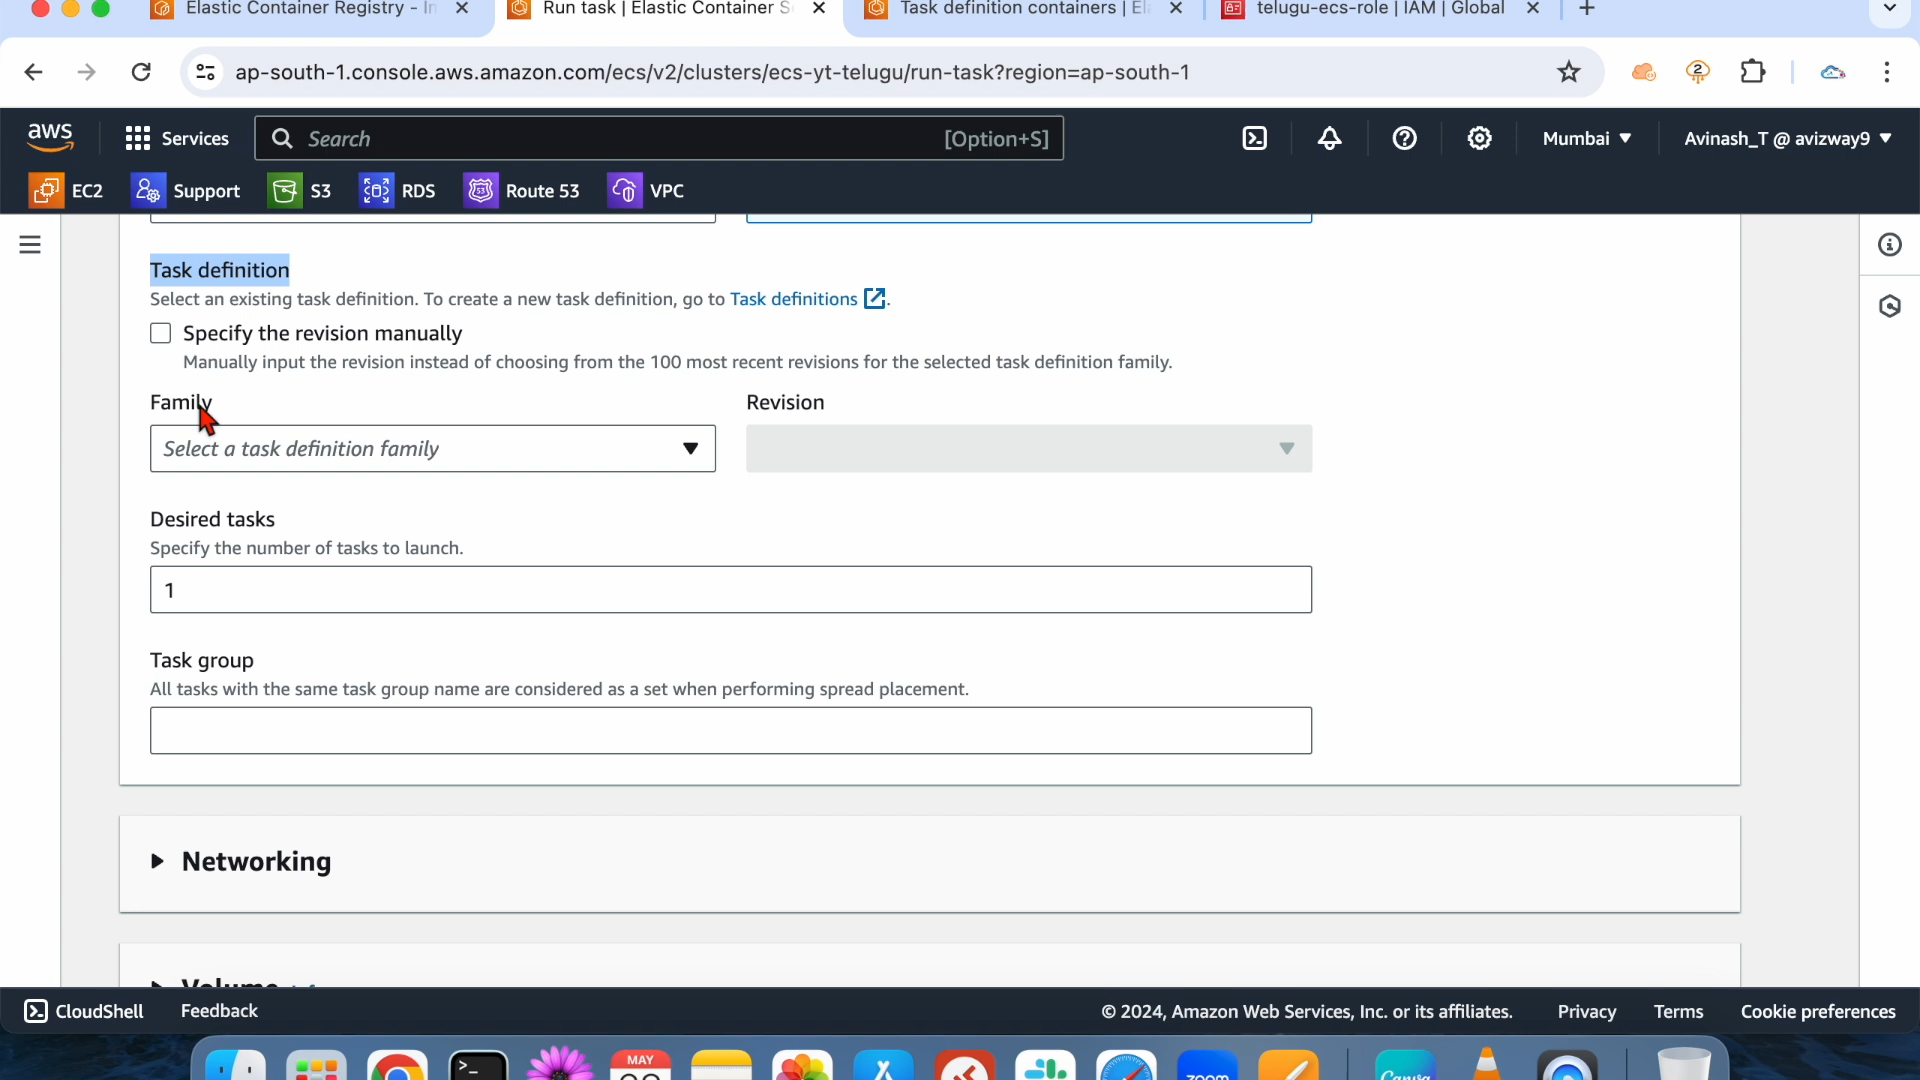 Elastic Container Registry - In
Run task | Elastic Container S
Task definition containers | El
telugu-ecs-role | IAM | Global
ap-south-1.console.aws.amazon.com/ecs/v2/clusters/ecs-yt-telugu/run-task?region=ap-south-1
2
aws
Services
Search
[Option+S]
Mumbai
Avinash_T @ avizway9
EC2
Support
S3
RDS
53
Route 53
VPC
Task definition
Select an existing task definition. To create a new task definition, go to Task definitions.
Specify the revision manually
Manually input the revision instead of choosing from the 100 most recent revisions for the selected task definition family.
Family
Revision
Select a task definition family
Desired tasks
Specify the number of tasks to launch.
1
Task group
All tasks with the same task group name are considered as a set when performing spread placement.
Networking
Volume
CloudShell
Feedback
© 2024, Amazon Web Services, Inc. or its affiliates.
Privacy
Terms
Cookie preferences
MAY
zoom
Canva